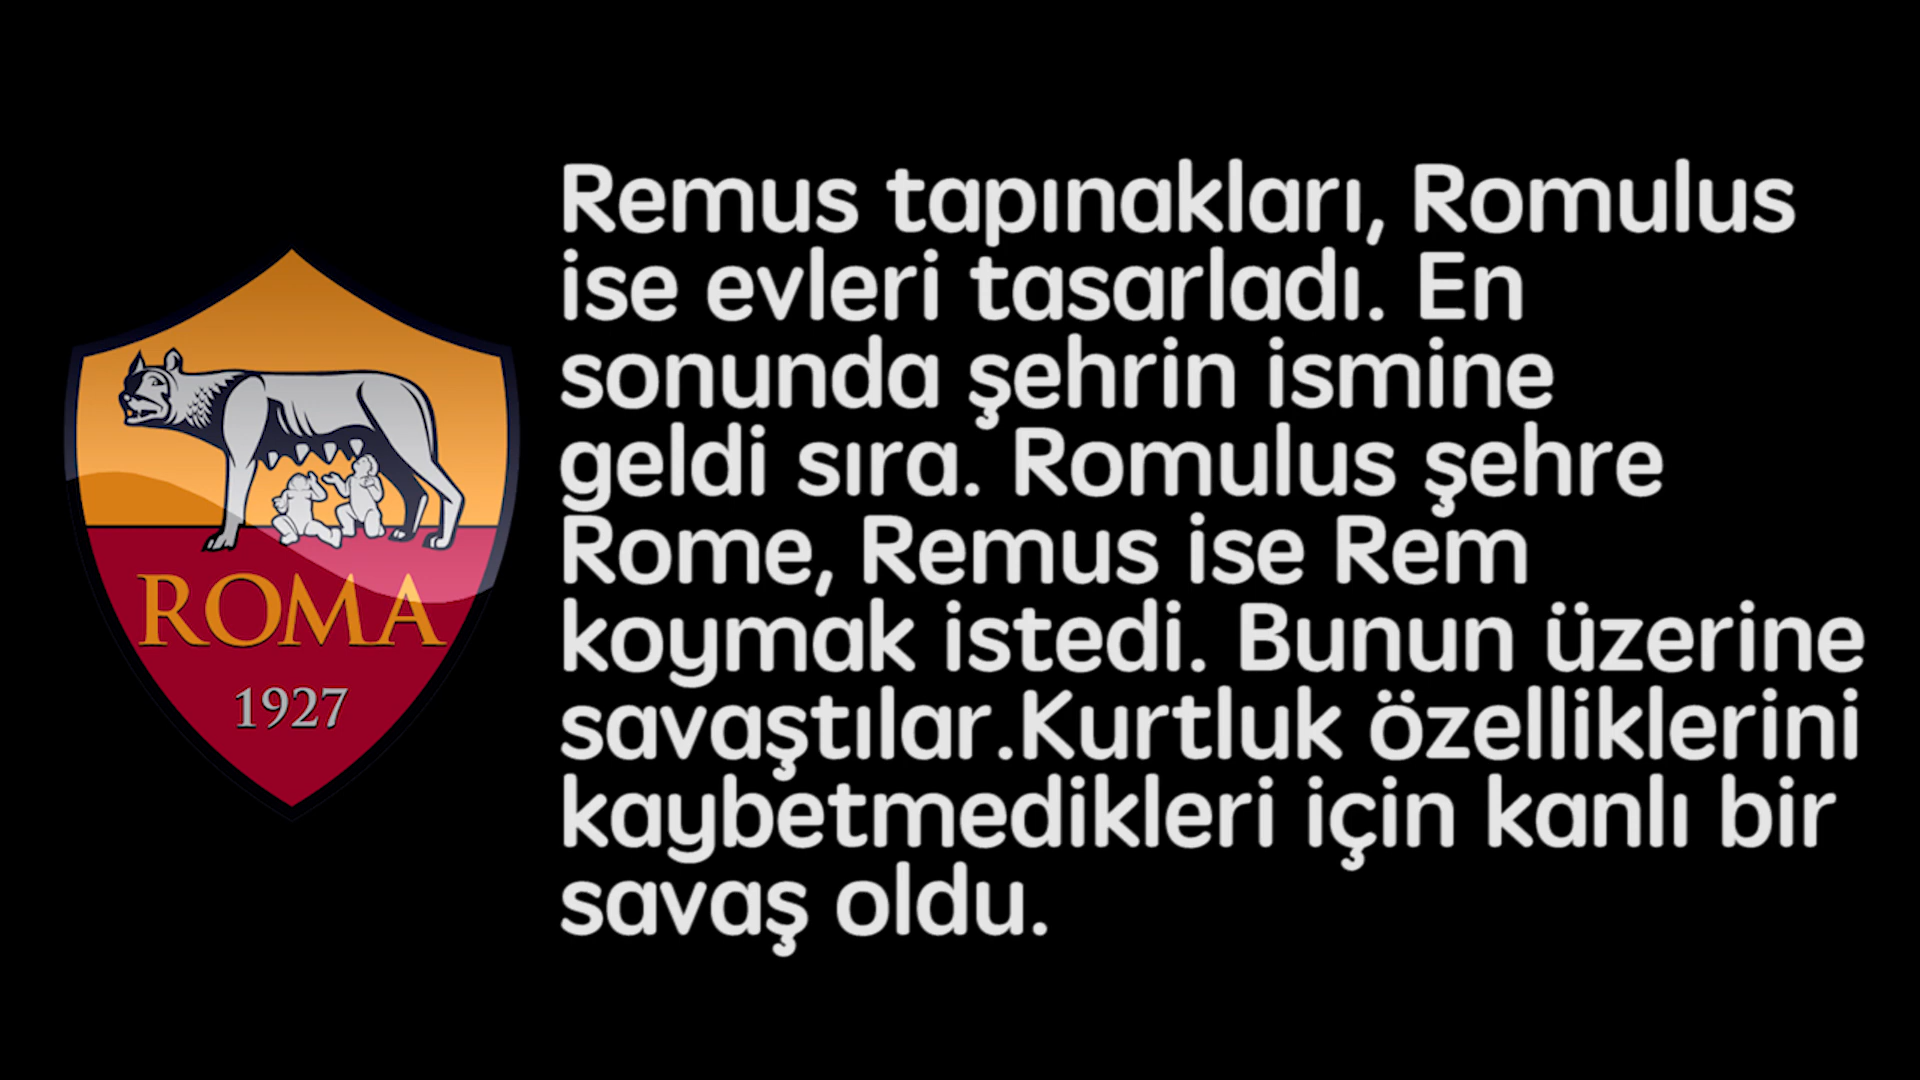 ROMA
1927
Remus tapınakları, Romulus
ise evleri tasarladı. En
sonunda şehrin ismine
geldi sıra. Romulus şehre
Rome, Remus ise Rem
koymak istedi. Bunun üzerine
savaştılar.Kurtluk özelliklerini
kaybetmedikleri için kanlı bir
savaş oldu.